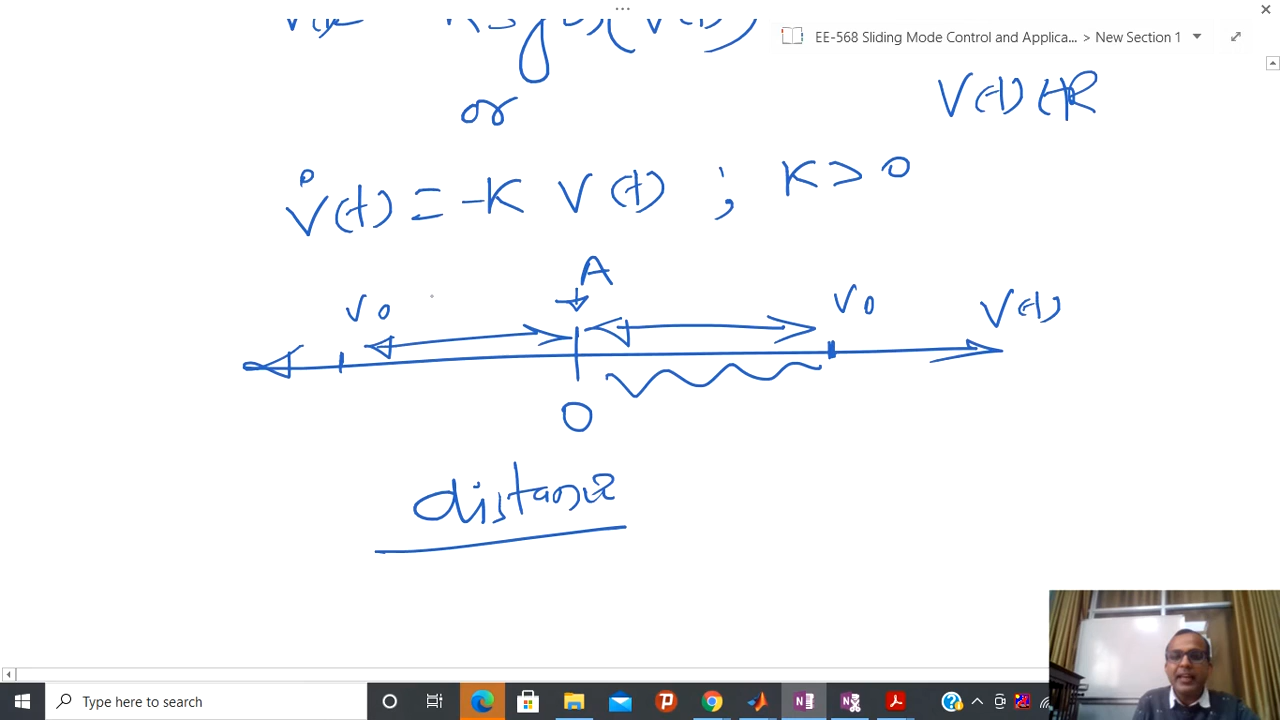 EE-568 Sliding Mode Control and Applica... > New Section 1
or
V(t) ∈ R
V̇(t) = -K V(t) ; K > 0
A
V0
V0
V(t)
0
distance
Type here to search